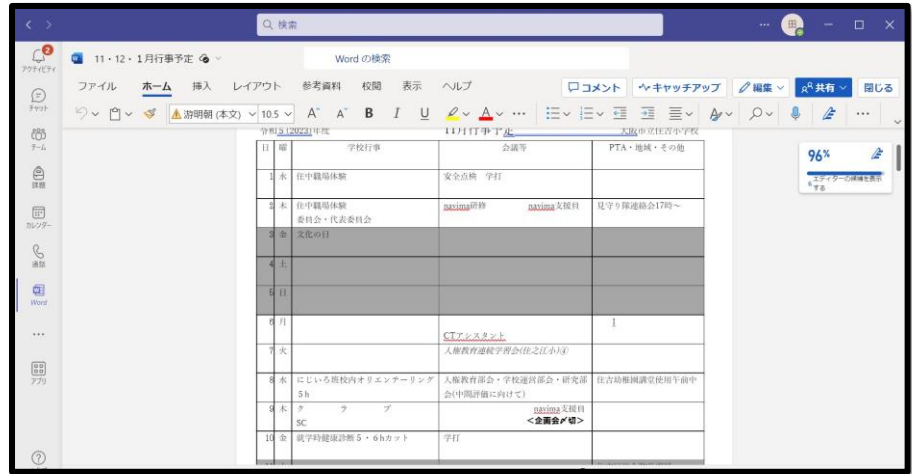 検索
田
アクティビティ
チャット
チーム
課題
カレンダー
通話
Word
アプリ
11・12・1月行事予定
Word の検索
ファイル ホーム 挿入 レイアウト 参考資料 校閲 表示 ヘルプ
コメント キャッチアップ 編集 共有 閉じる
游明朝 (本文) 10.5 A^ A˅ B I U A
令和5(2023)年度 11月行事予定 大阪市立住吉小学校
日 曜 学校行事 会議等 PTA・地域・その他
1 水 住中職場体験 安全点検 学打
2 木 住中職場体験 navima研修 navima支援員 見守り隊連絡会17時～
委員会・代表委員会
3 金 文化の日
4 土
5 日
6 月 1
CTアシスタント
7 火 人権教育連続学習会(住之江小)④
8 水 にじいろ班校内オリエンテーリング 人権教育部会・学校運営部会・研究部 住吉幼稚園講堂使用午前中
5h 会(中間評価に向けて)
9 木 クラブ navima支援員
SC <企画会〆切>
10 金 就学時健康診断5・6hカット 学打
96%
エディターの候補を表示
6 する